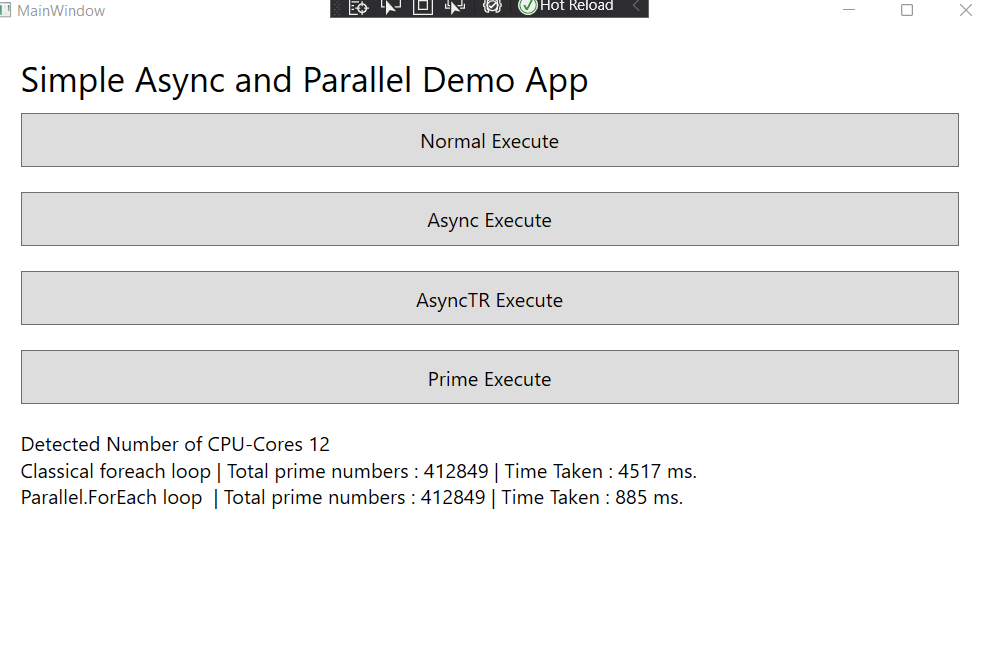 MainWindow
Hot Reload
Simple Async and Parallel Demo App
Normal Execute
Async Execute
AsyncTR Execute
Prime Execute
Detected Number of CPU-Cores 12
Classical foreach loop | Total prime numbers : 412849 | Time Taken : 4517 ms.
Parallel.ForEach loop  | Total prime numbers : 412849 | Time Taken : 885 ms.